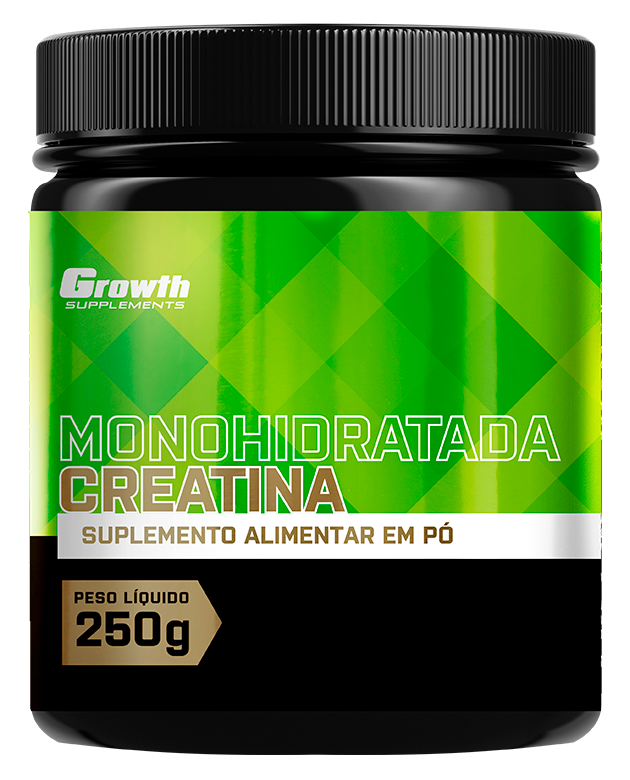 Growth
SUPPLEMENTS
MONOHIDRATADA
CREATINA
SUPLEMENTO ALIMENTAR EM PÓ
PESO LÍQUIDO
250g